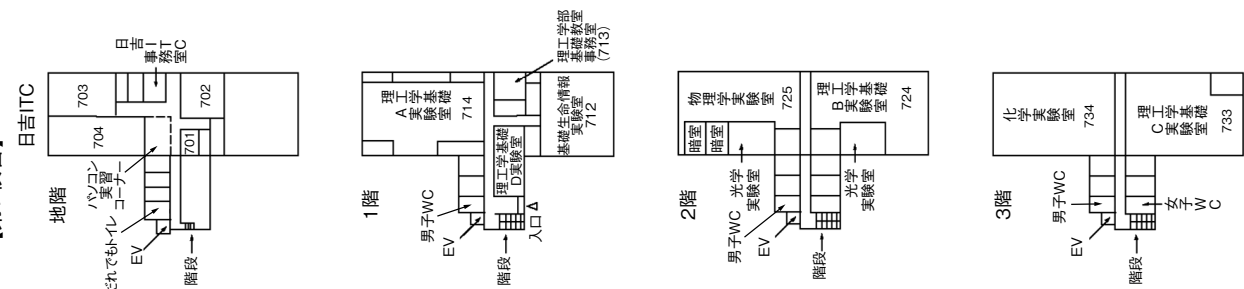 日吉ITC
地階
703
704
702
701
日吉ITC
事務室
パソコン
実習
コーナー
だれでもトイレ
EV
階段
1階
理工学基礎
A実験室
714
理工学部
基礎教室
事務室
(713)
基礎生命情報
実験室
712
理工学基礎
D実験室
男子WC
EV
入口
階段
2階
物理学
実験室
725
理工学基礎
B実験室
724
暗室
暗室
光学
実験室
光学
実験室
男子WC
EV
階段
3階
化学実験室
734
理工学基礎
C実験室
733
男子WC
女子WC
EV
階段